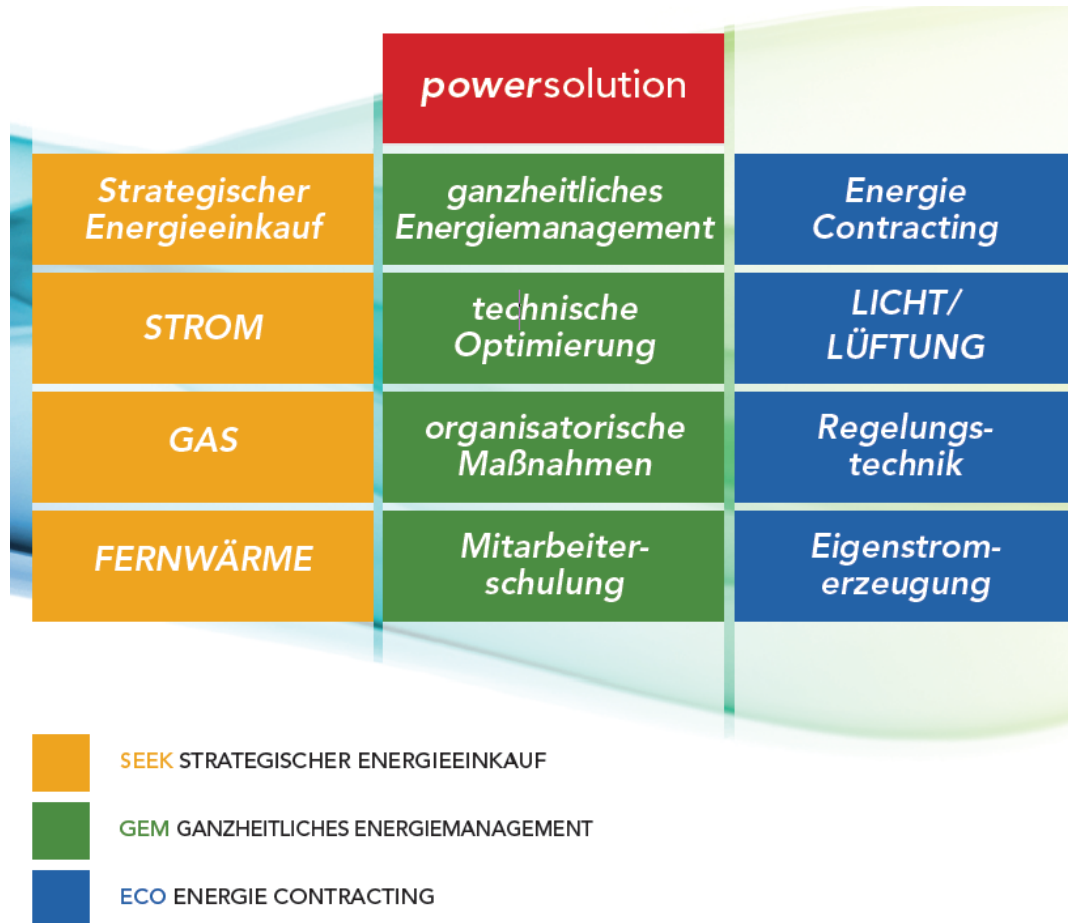 powersolution
Strategischer
Energieeinkauf
ganzheitliches
Energiemanagement
Energie
Contracting
STROM
technische
Optimierung
LICHT/
LÜFTUNG
GAS
organisatorische
Maßnahmen
Regelungs-
technik
FERNWÄRME
Mitarbeiter-
schulung
Eigenstrom-
erzeugung
SEEK STRATEGISCHER ENERGIEEINKAUF
GEM GANZHEITLICHES ENERGIEMANAGEMENT
ECO ENERGIE CONTRACTING